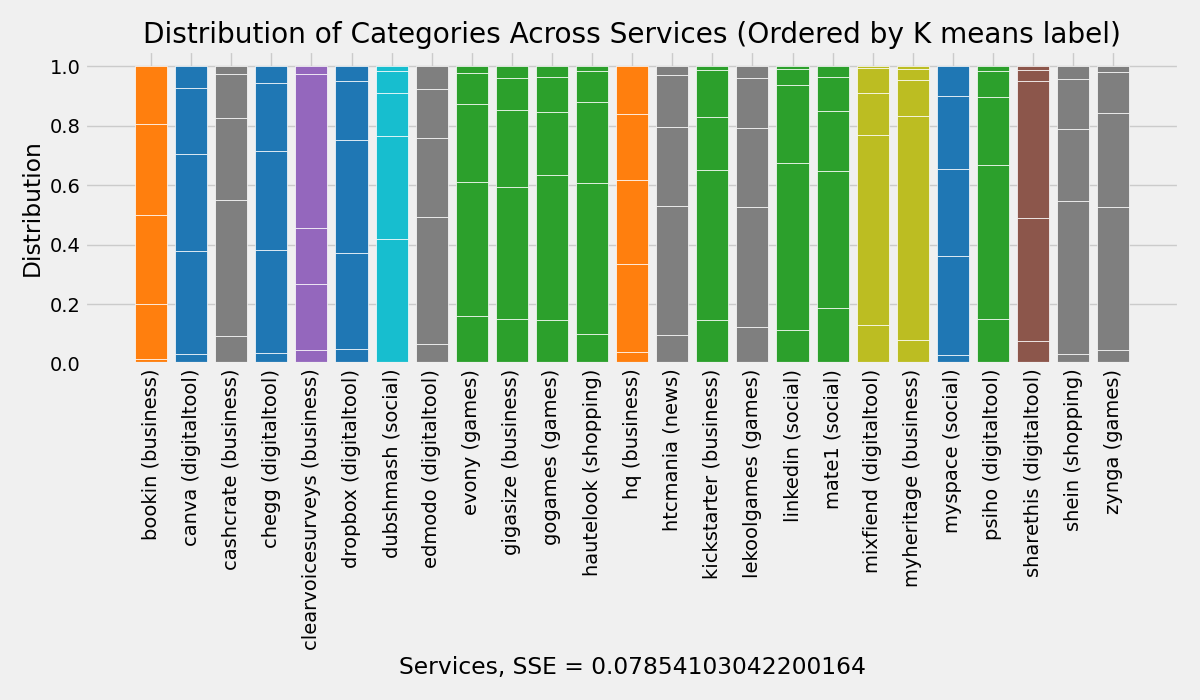 Distribution of Categories Across Services (Ordered by K means label)
Distribution
1.0
0.8
0.6
0.4
0.2
0.0
bookin (business)
canva (digitaltool)
cashcrate (business)
chegg (digitaltool)
clearvoicesurveys (business)
dropbox (digitaltool)
dubshmash (social)
edmodo (digitaltool)
evony (games)
gigasize (business)
gogames (games)
hautelook (shopping)
hq (business)
htcmania (news)
kickstarter (business)
lekoolgames (games)
linkedin (social)
mate1 (social)
mixfiend (digitaltool)
myheritage (business)
myspace (social)
psiho (digitaltool)
sharethis (digitaltool)
shein (shopping)
zynga (games)
Services, SSE = 0.07854103042200164